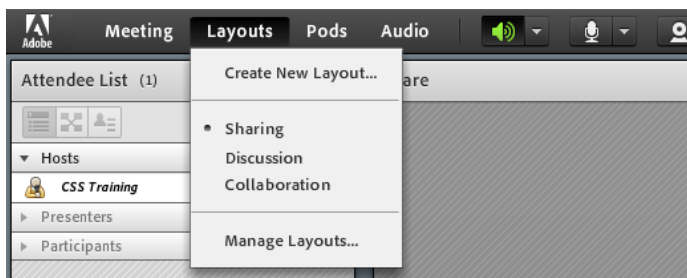 Adobe
Meeting Layouts Pods Audio
Attendee List (1)
Create New Layout...
are
Sharing
Discussion
Collaboration
Manage Layouts...
Hosts
CSS Training
Presenters
Participants